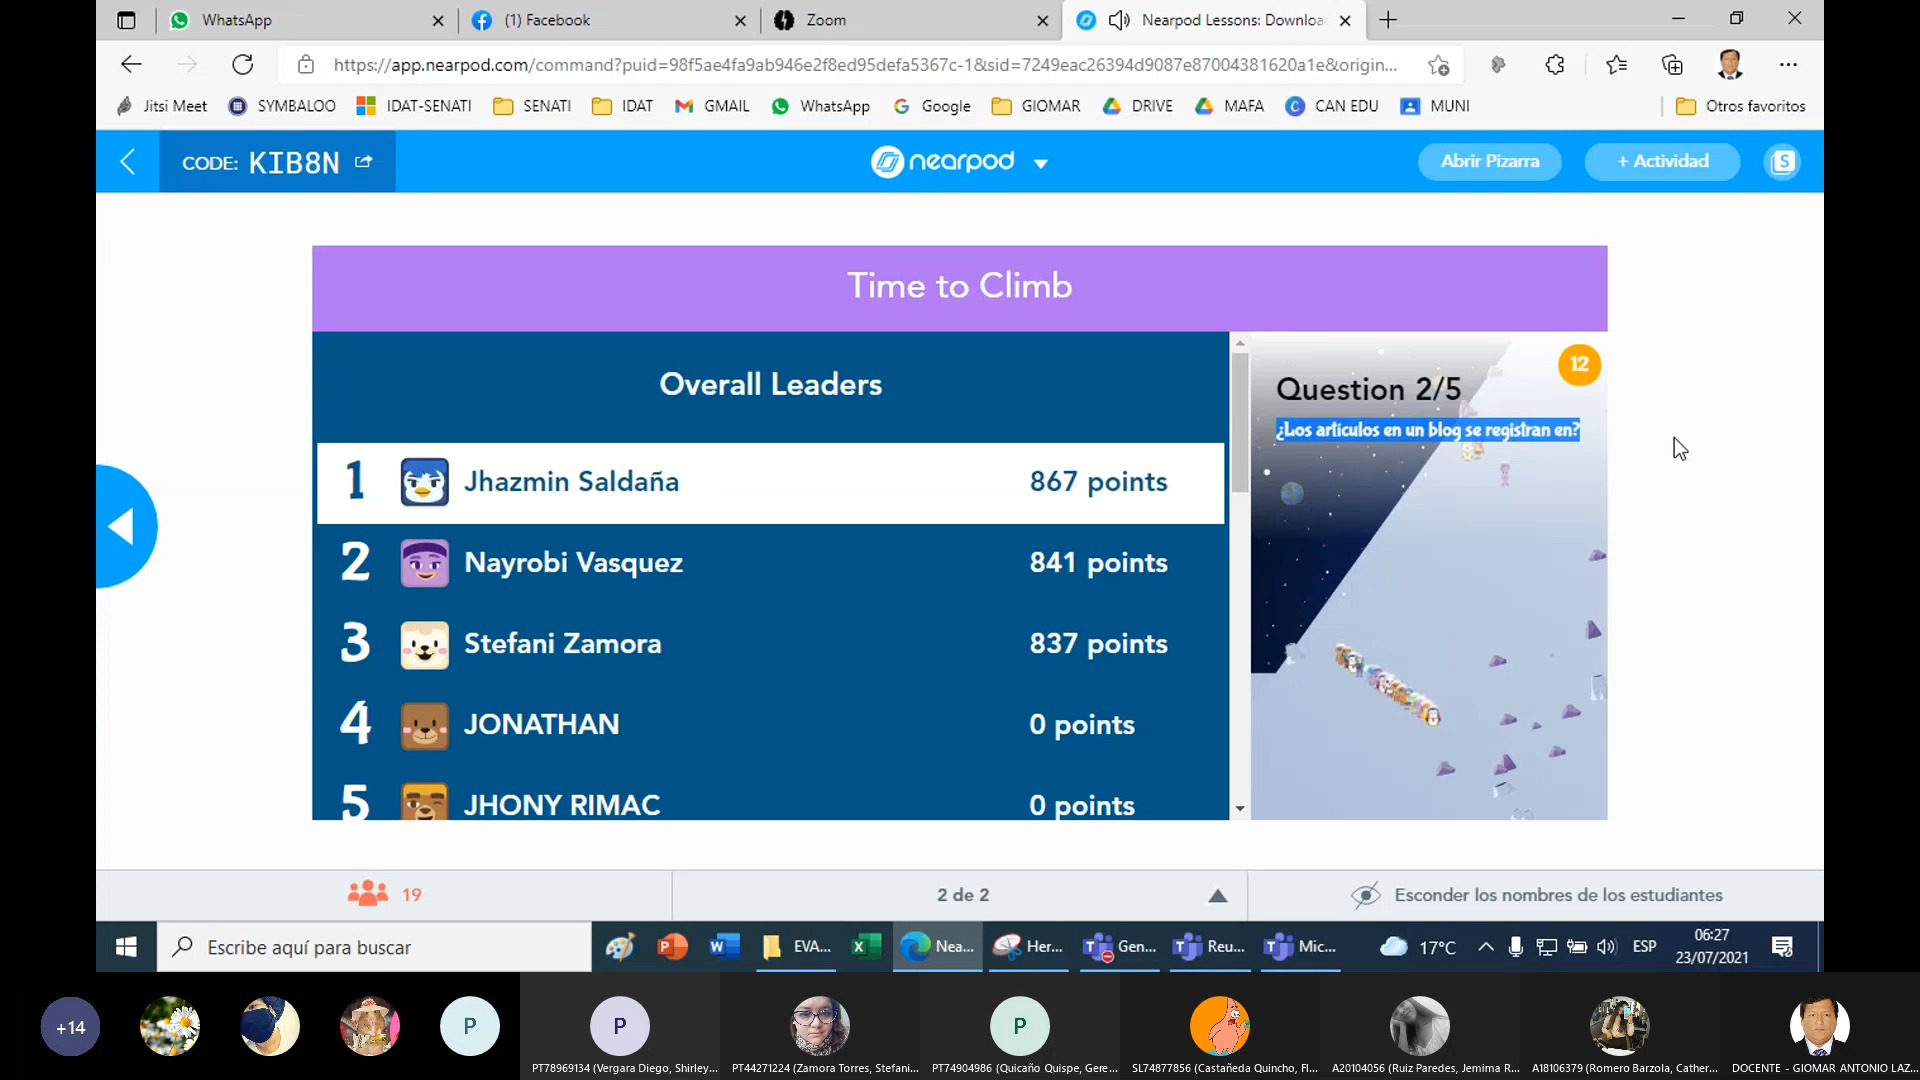 WhatsApp
(1) Facebook
Zoom
Nearpod Lessons: Downloa
https://app.nearpod.com/command?puid=98f5ae4fa9ab946e2f8ed95defa5367c-1&sid=7249eac26394d9087e87004381620a1e&origin...
Jitsi Meet SYMBALOO IDAT-SENATI SENATI IDAT GMAIL WhatsApp Google GIOMAR DRIVE MAFA CAN EDU MUNI Otros favoritos
CODE: KIB8N
nearpod
Abrir Pizarra
+ Actividad
S
Time to Climb
Overall Leaders
1 Jhazmin Saldaña 867 points
2 Nayrobi Vasquez 841 points
3 Stefani Zamora 837 points
4 JONATHAN 0 points
5 JHONY RIMAC 0 points
12
Question 2/5
¿Los artículos en un blog se registran en?
19
2 de 2
Esconder los nombres de los estudiantes
Escribe aquí para buscar
EVA...
Nea...
Her...
Gen...
Reu...
Mic...
17°C
ESP
06:27
23/07/2021
+14
P
P
P
PT78969134 (Vergara Diego, Shirley...
PT44271224 (Zamora Torres, Stefani...
PT74904986 (Quicaño Quispe, Gere...
SL74877856 (Castañeda Quincho, Fl...
A20104056 (Ruiz Paredes, Jemima R...
A18106379 (Romero Barzola, Cather...
DOCENTE - GIOMAR ANTONIO LAZ...